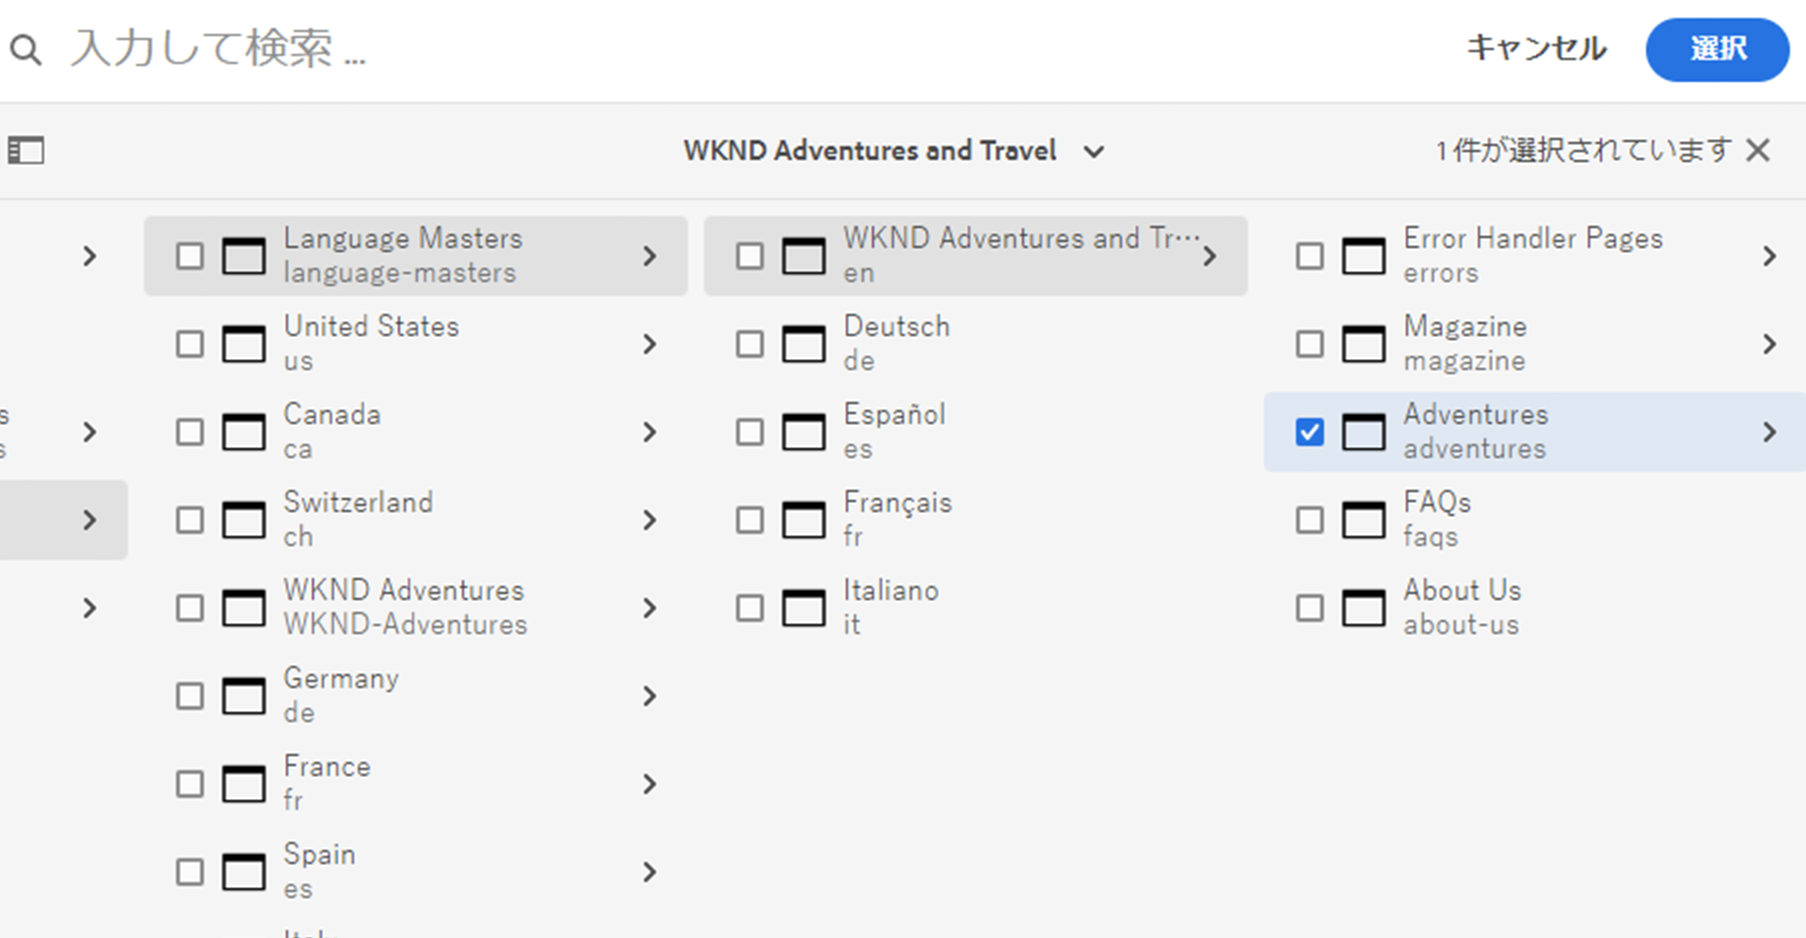 入力して検索 ...
キャンセル
選択
WKND Adventures and Travel
1 件が選択されています
s
s
Language Masters
language-masters
United States
us
Canada
ca
Switzerland
ch
WKND Adventures
WKND-Adventures
Germany
de
France
fr
Spain
es
WKND Adventures and Tr···
en
Deutsch
de
Español
es
Français
fr
Italiano
it
Error Handler Pages
errors
Magazine
magazine
Adventures
adventures
FAQs
faqs
About Us
about-us